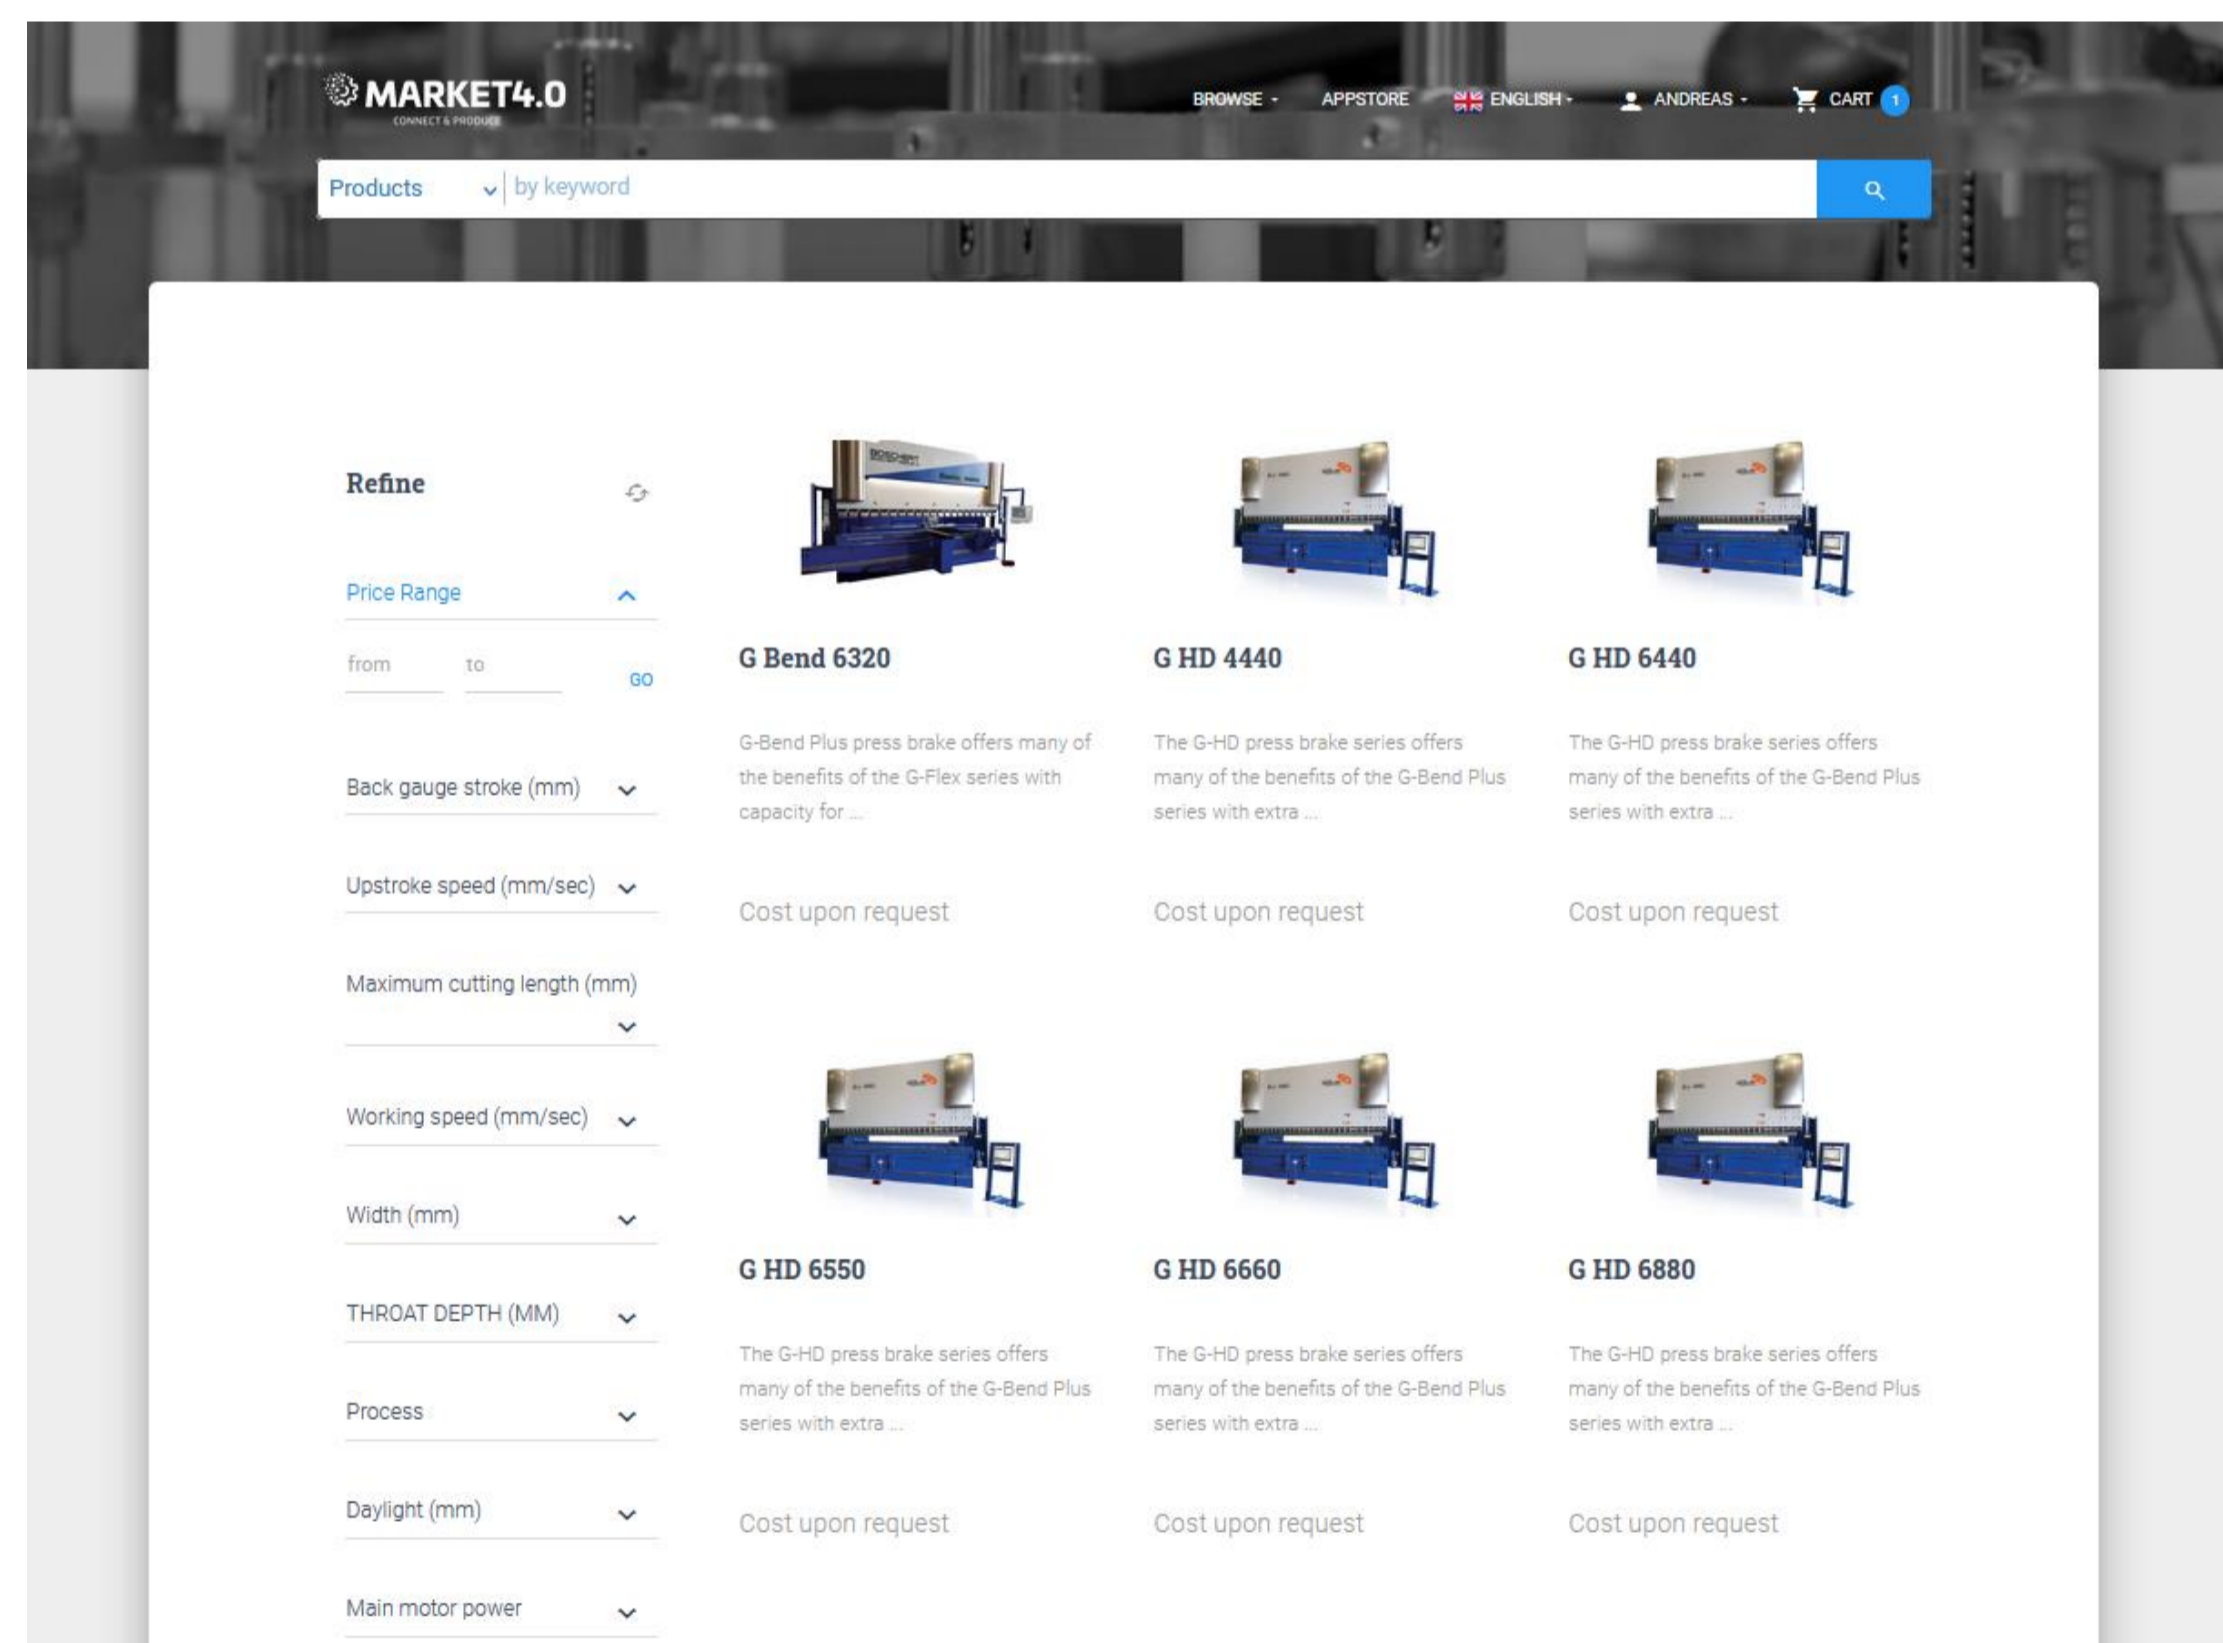 MARKET4.0
CONNECT & PRODUCE
BROWSE
APPSTORE
ENGLISH
ANDREAS
CART 1
Products
by keyword
Refine
Price Range
from to
GO
Back gauge stroke (mm)
Upstroke speed (mm/sec)
Maximum cutting length (mm)
Working speed (mm/sec)
Width (mm)
THROAT DEPTH (MM)
Process
Daylight (mm)
Main motor power
BOSCHERT
G Bend 6320
G-Bend Plus press brake offers many of
the benefits of the G-Flex series with
capacity for ...
Cost upon request
G HD 4440
The G-HD press brake series offers
many of the benefits of the G-Bend Plus
series with extra ...
Cost upon request
G HD 6440
The G-HD press brake series offers
many of the benefits of the G-Bend Plus
series with extra ...
Cost upon request
G HD 6550
The G-HD press brake series offers
many of the benefits of the G-Bend Plus
series with extra ...
Cost upon request
G HD 6660
The G-HD press brake series offers
many of the benefits of the G-Bend Plus
series with extra ...
Cost upon request
G HD 6880
The G-HD press brake series offers
many of the benefits of the G-Bend Plus
series with extra ...
Cost upon request